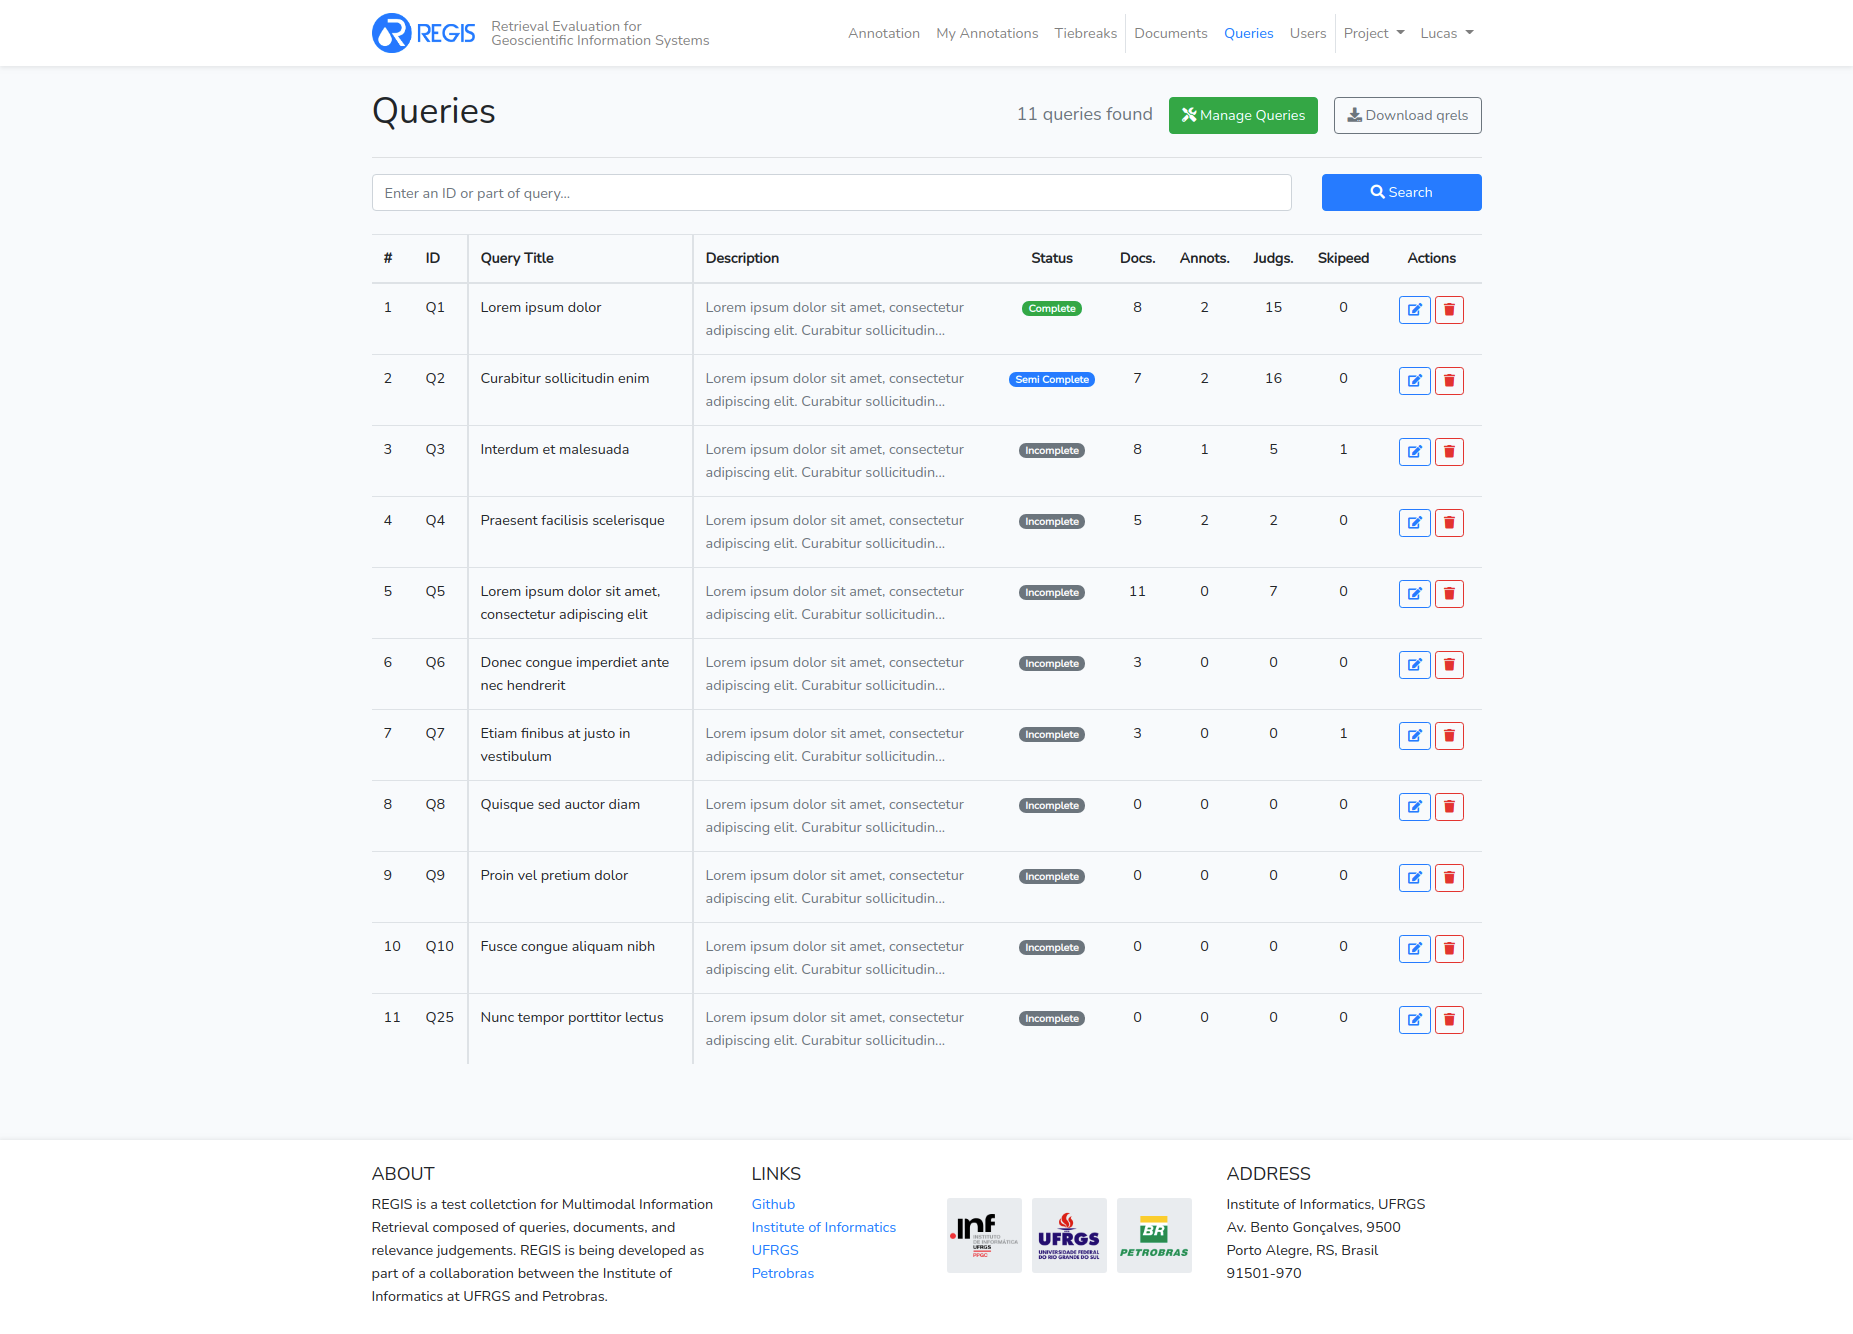 REGIS
Retrieval Evaluation for
Geoscientific Information Systems
Annotation My Annotations Tiebreaks Documents Queries Users Project Lucas
Queries
11 queries found Manage Queries Download qrels
Enter an ID or part of query... Search
# ID Query Title Description Status Docs. Annots. Judgs. Skipeed Actions
1 Q1 Lorem ipsum dolor Lorem ipsum dolor sit amet, consectetur Complete 8 2 15 0
adipiscing elit. Curabitur sollicitudin...
2 Q2 Curabitur sollicitudin enim Lorem ipsum dolor sit amet, consectetur Semi Complete 7 2 16 0
adipiscing elit. Curabitur sollicitudin...
3 Q3 Interdum et malesuada Lorem ipsum dolor sit amet, consectetur Incomplete 8 1 5 1
adipiscing elit. Curabitur sollicitudin...
4 Q4 Praesent facilisis scelerisque Lorem ipsum dolor sit amet, consectetur Incomplete 5 2 2 0
adipiscing elit. Curabitur sollicitudin...
5 Q5 Lorem ipsum dolor sit amet, Lorem ipsum dolor sit amet, consectetur Incomplete 11 0 7 0
consectetur adipiscing elit adipiscing elit. Curabitur sollicitudin...
6 Q6 Donec congue imperdiet ante Lorem ipsum dolor sit amet, consectetur Incomplete 3 0 0 0
nec hendrerit adipiscing elit. Curabitur sollicitudin...
7 Q7 Etiam finibus at justo in Lorem ipsum dolor sit amet, consectetur Incomplete 3 0 0 1
vestibulum adipiscing elit. Curabitur sollicitudin...
8 Q8 Quisque sed auctor diam Lorem ipsum dolor sit amet, consectetur Incomplete 0 0 0 0
adipiscing elit. Curabitur sollicitudin...
9 Q9 Proin vel pretium dolor Lorem ipsum dolor sit amet, consectetur Incomplete 0 0 0 0
adipiscing elit. Curabitur sollicitudin...
10 Q10 Fusce congue aliquam nibh Lorem ipsum dolor sit amet, consectetur Incomplete 0 0 0 0
adipiscing elit. Curabitur sollicitudin...
11 Q25 Nunc tempor porttitor lectus Lorem ipsum dolor sit amet, consectetur Incomplete 0 0 0 0
adipiscing elit. Curabitur sollicitudin...
ABOUT
REGIS is a test colletction for Multimodal Information
Retrieval composed of queries, documents, and
relevance judgements. REGIS is being developed as
part of a collaboration between the Institute of
Informatics at UFRGS and Petrobras.
LINKS
Github
Institute of Informatics
UFRGS
Petrobras
.inf
INSTITUTO
DE INFORMÁTICA
UFRGS
PPGC
UFRGS
UNIVERSIDADE FEDERAL
DO RIO GRANDE DO SUL
BR
PETROBRAS
ADDRESS
Institute of Informatics, UFRGS
Av. Bento Gonçalves, 9500
Porto Alegre, RS, Brasil
91501-970